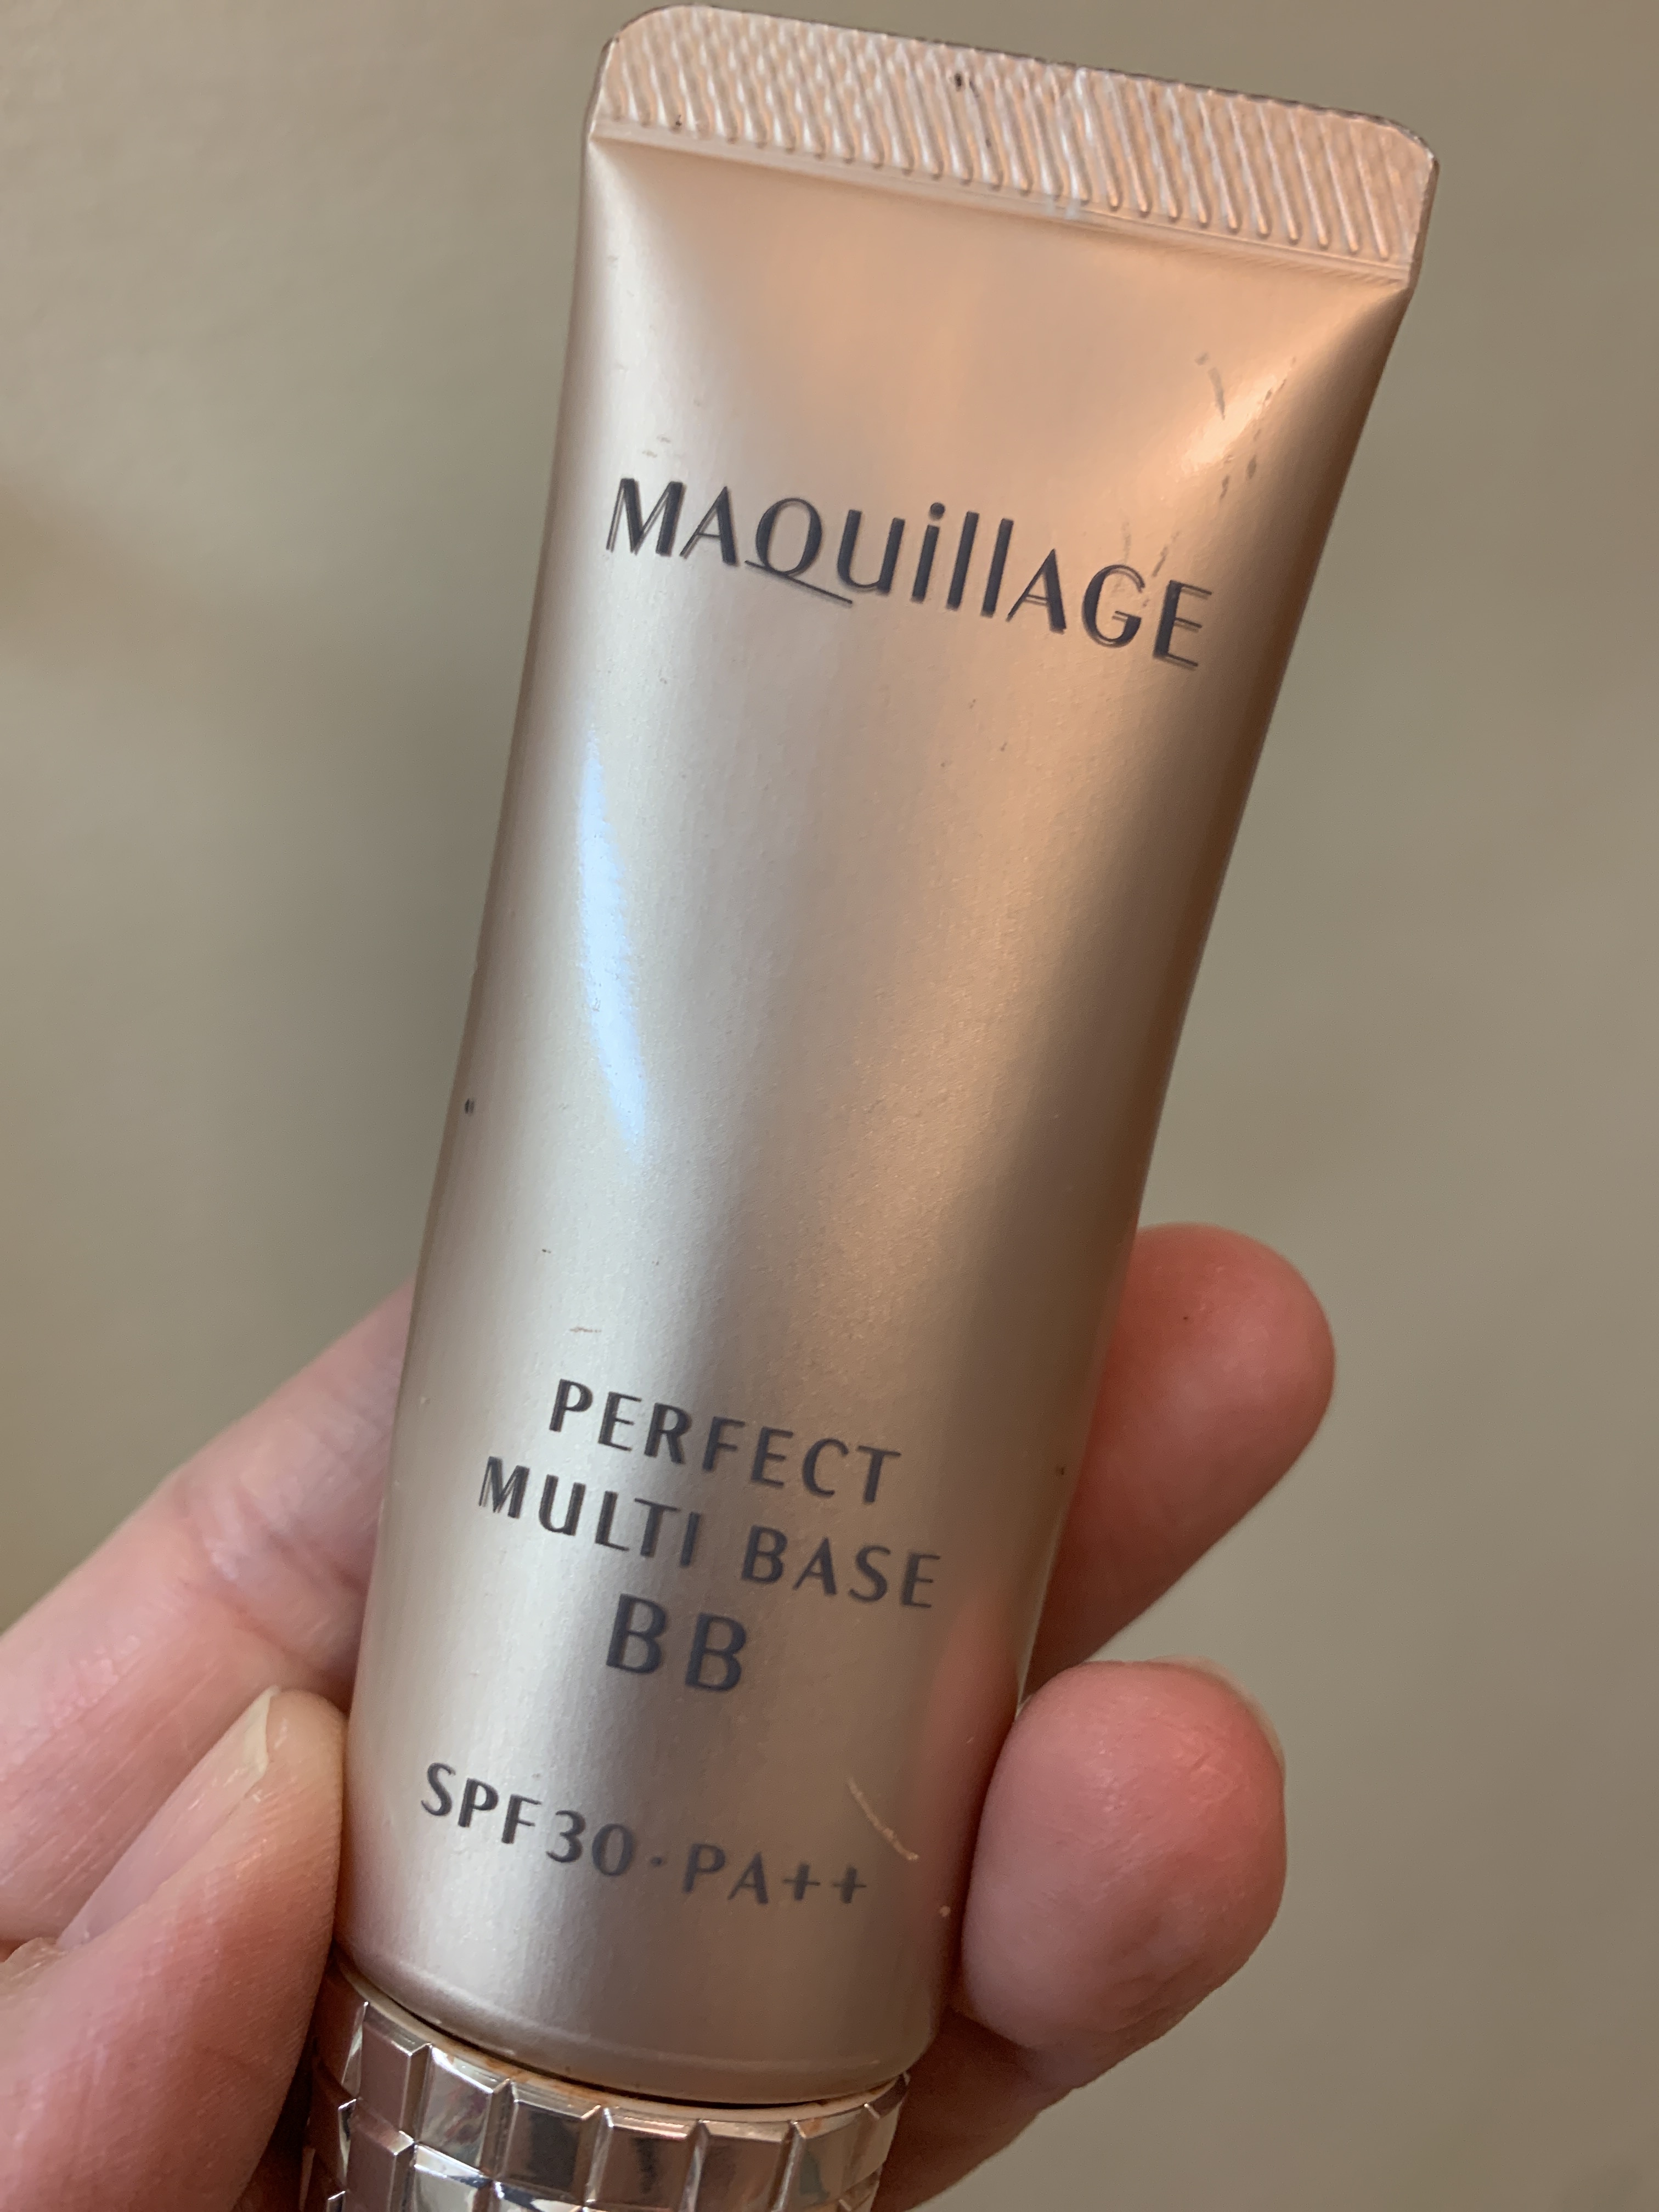 MAQuillAGE
PERFECT
MULTI BASE
BB
SPF30·PA++